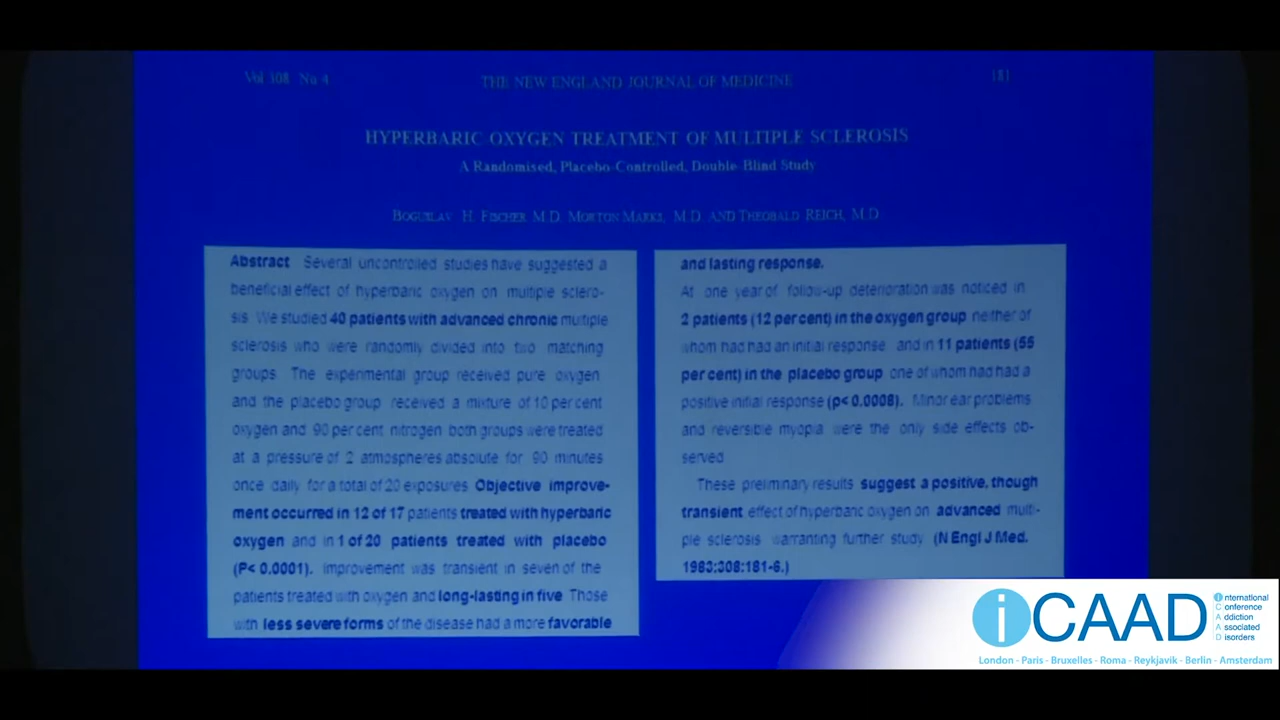 Vol 308 No 4
THE NEW ENGLAND JOURNAL OF MEDICINE
181
HYPERBARIC OXYGEN TREATMENT OF MULTIPLE SCLEROSIS
A Randomised, Placebo-Controlled, Double-Blind Study
H. FISCHER M.D. MORTON MARKS, M.D. AND THEOBALD REICH, M.D.
Abstract Several uncontrolled studies have suggested a
beneficial effect of hyperbaric oxygen on multiple sclero-
sis. We studied 40 patients with advanced chronic multiple
sclerosis who were randomly divided into two matching
groups. The experimental group received pure oxygen
and the placebo group received a mixture of 10 per cent
oxygen and 90 per cent nitrogen both groups were treated
at a pressure of 2 atmospheres absolute for 90 minutes
once daily for a total of 20 exposures. Objective improve-
ment occurred in 12 of 17 patients treated with hyperbaric
oxygen and in 1 of 20 patients treated with placebo
(P< 0.0001). Improvement was transient in seven of the
patients treated with oxygen and long-lasting in five. Those
with less severe forms of the disease had a more favorable
and lasting response.
At one year of follow-up deterioration was noticed in
2 patients (12 per cent) in the oxygen group neither of
whom had had an initial response and in 11 patients (55
per cent) in the placebo group one of whom had had a
positive initial response (p< 0.0008). Minor ear problems
and reversible myopia were the only side effects ob-
served
These preliminary results suggest a positive, though
transient effect of hyperbaric oxygen on advanced multi-
ple sclerosis warranting further study. (N Engl J Med.
1983;308:181-6.)
iCAAD
international
Conference
Addiction
Associated
Disorders
London - Paris - Bruxelles - Roma - Reykjavik - Berlin - Amsterdam